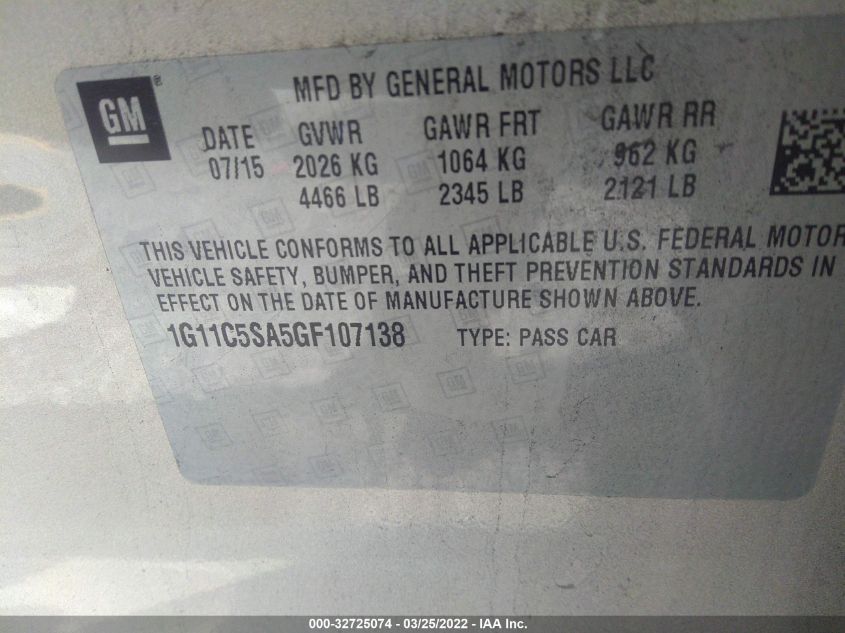 GM®
MFD BY GENERAL MOTORS LLC
DATE GVWR GAWR FRT GAWR RR
07/15 2026 KG 1064 KG 962 KG
4466 LB 2345 LB 2121 LB
THIS VEHICLE CONFORMS TO ALL APPLICABLE U.S. FEDERAL MOTOR
VEHICLE SAFETY, BUMPER, AND THEFT PREVENTION STANDARDS IN
EFFECT ON THE DATE OF MANUFACTURE SHOWN ABOVE.
1G11C5SA5GF107138 TYPE: PASS CAR
000-32725074 - 03/25/2022 - IAA Inc.